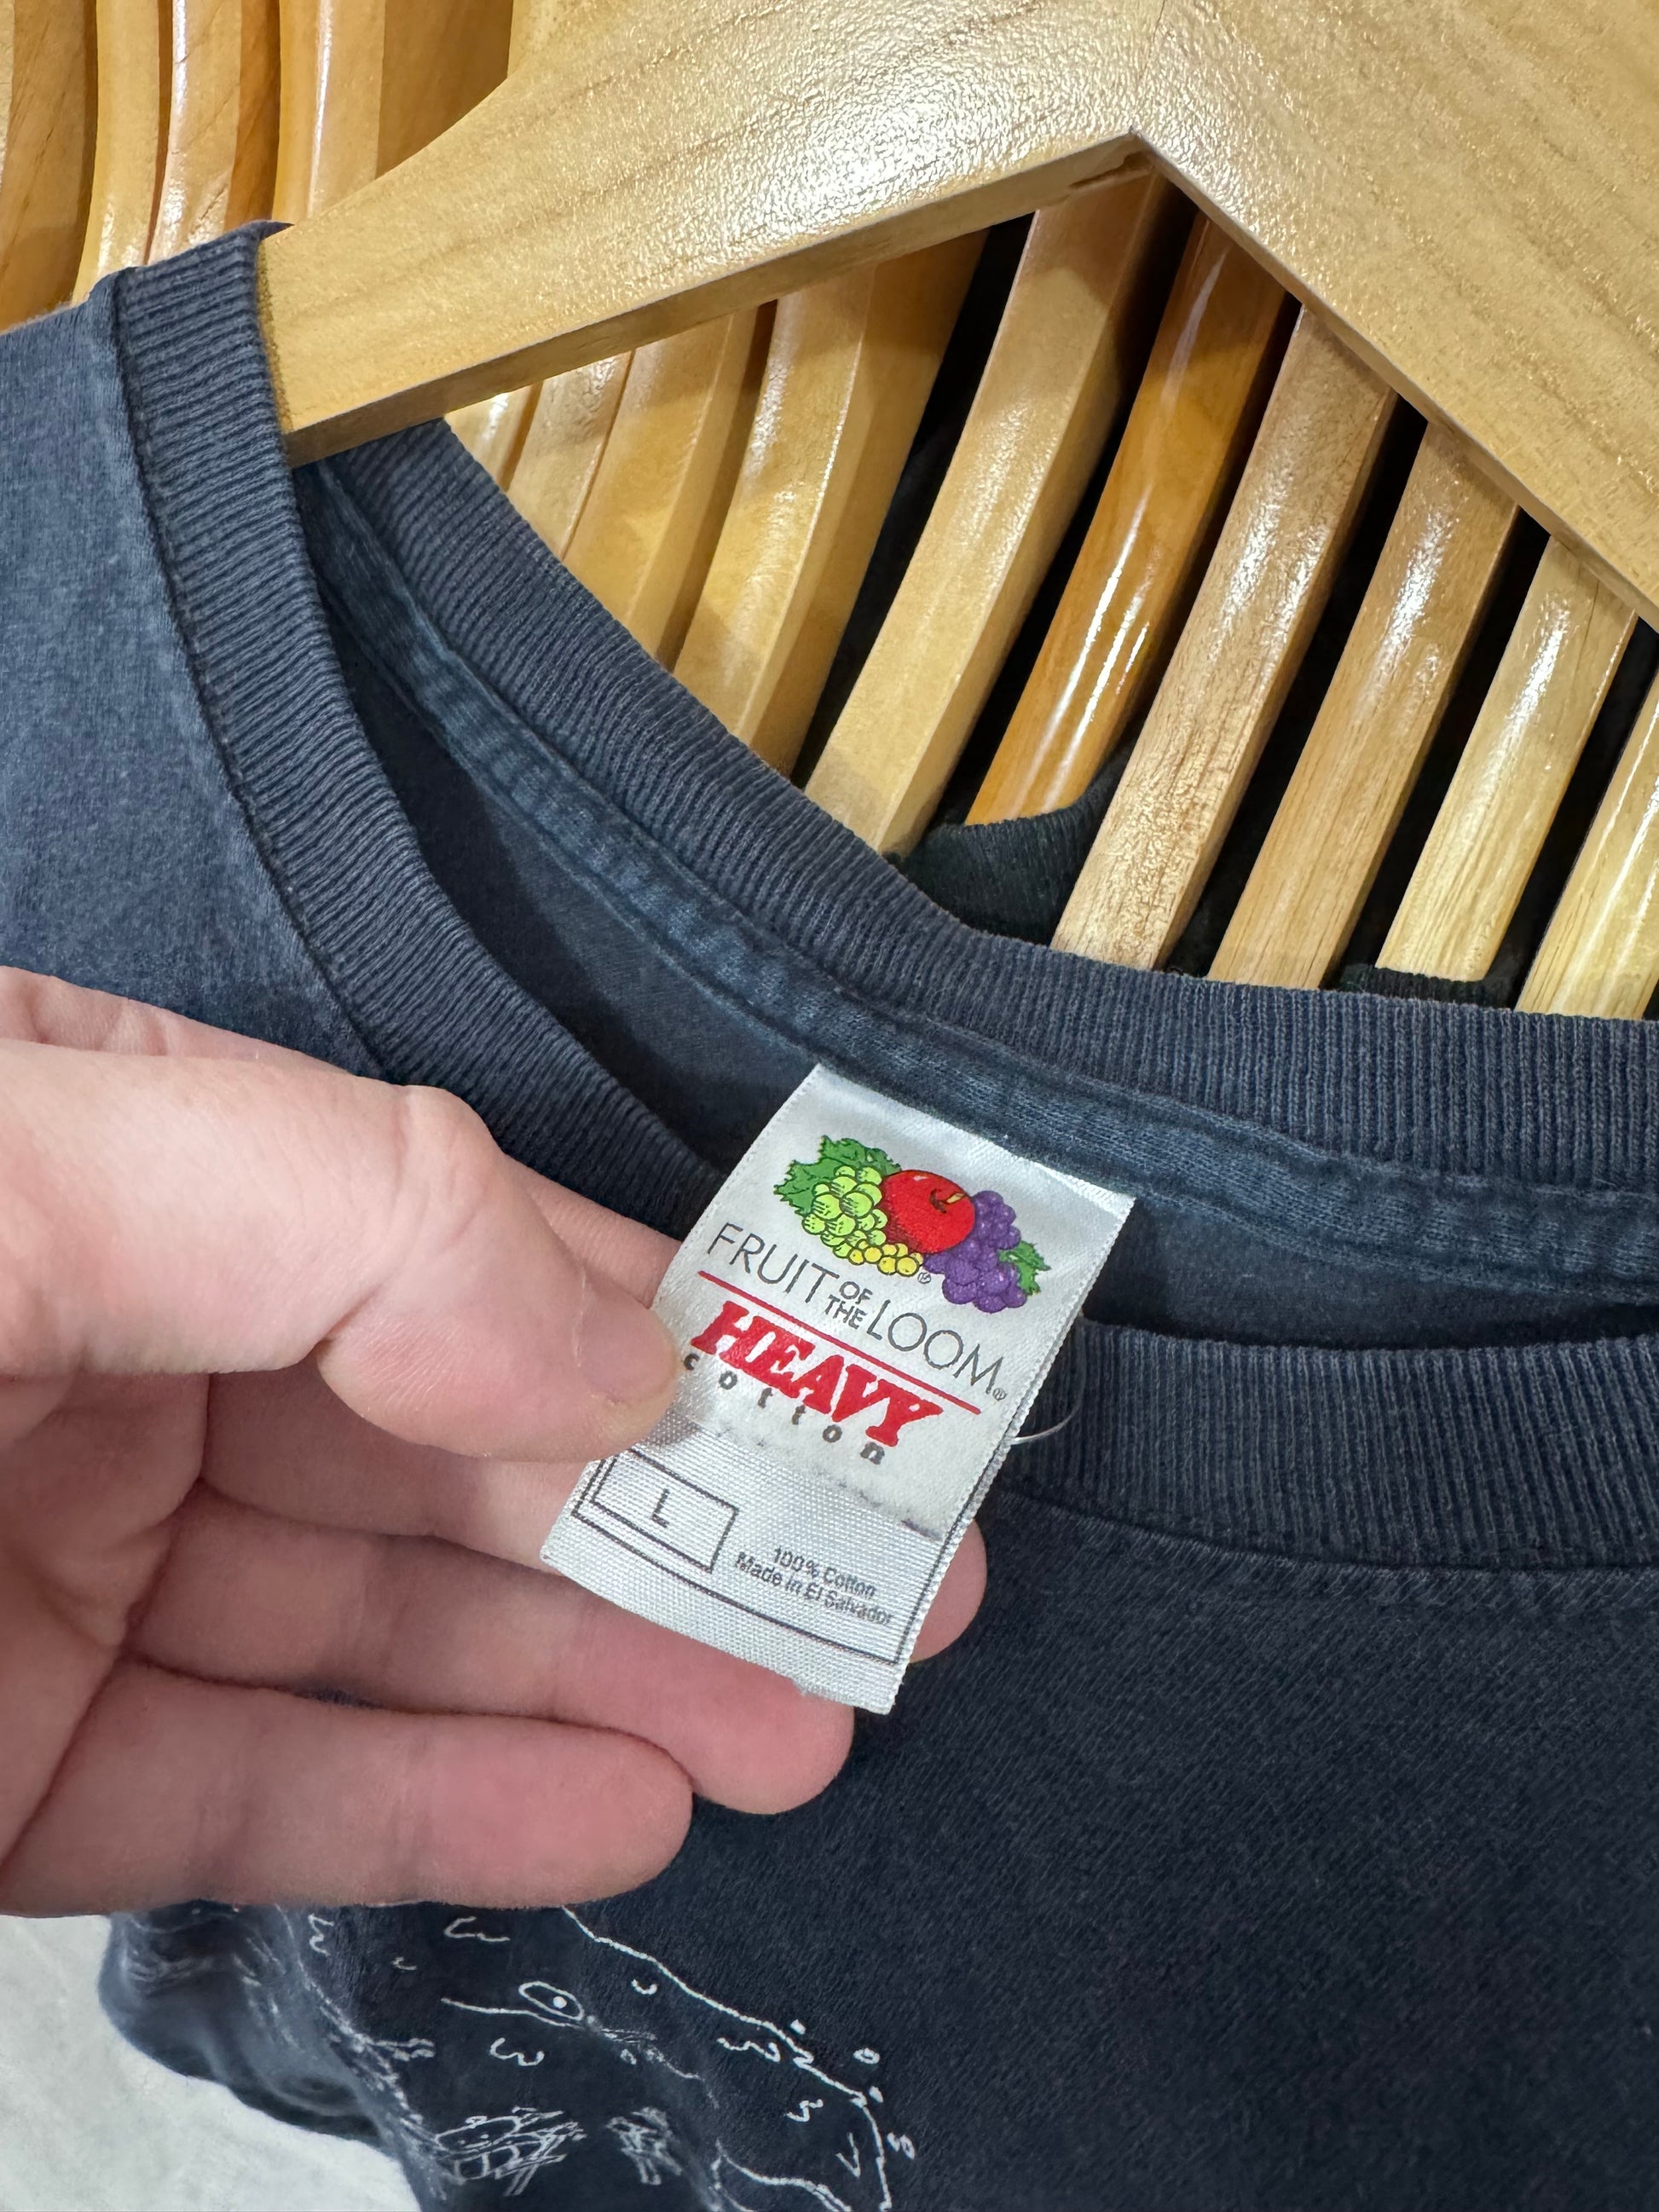 FRUIT OF THE LOOM®
HEAVY
cotton
L
100% Cotton
Made in El Salvador